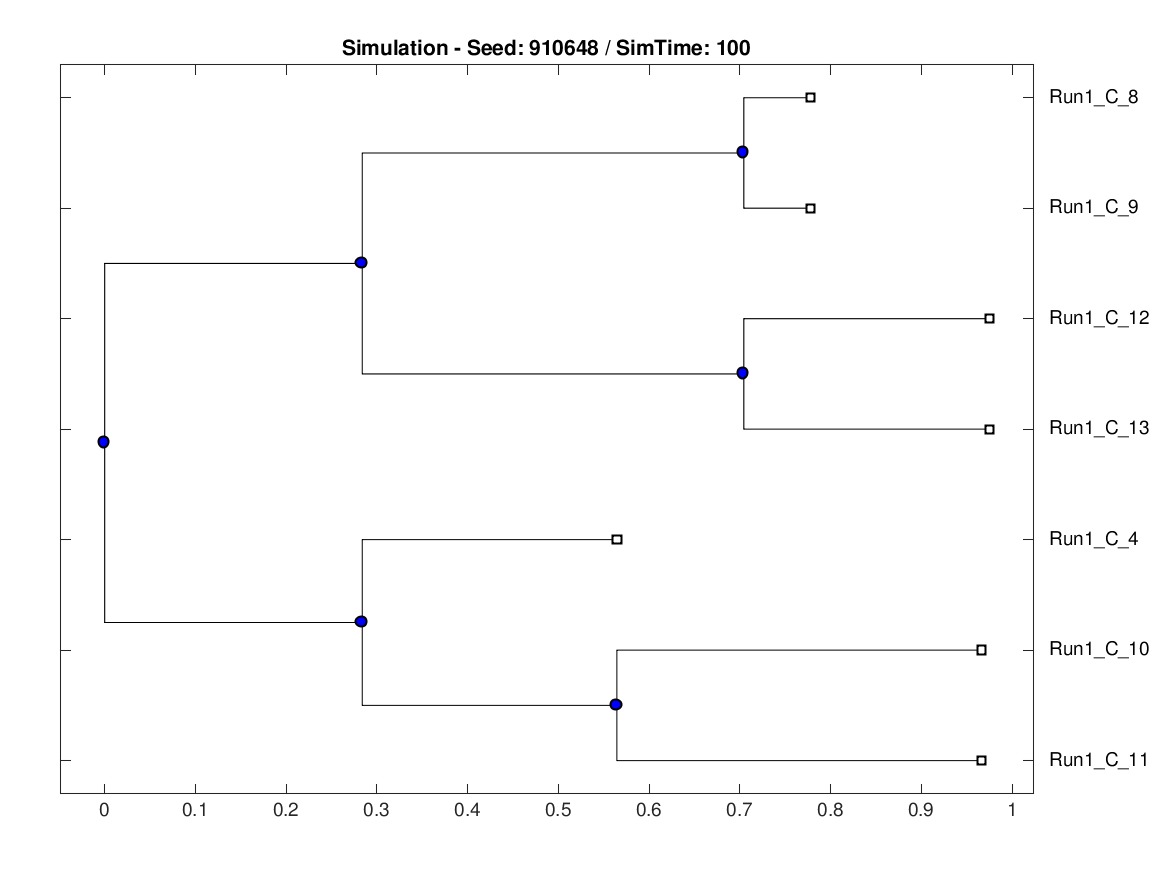 Simulation - Seed: 910648 / SimTime: 100
Run1_C_8
Run1_C_9
Run1_C_12
Run1_C_13
Run1_C_4
Run1_C_10
Run1_C_11
0 0.1 0.2 0.3 0.4 0.5 0.6 0.7 0.8 0.9 1